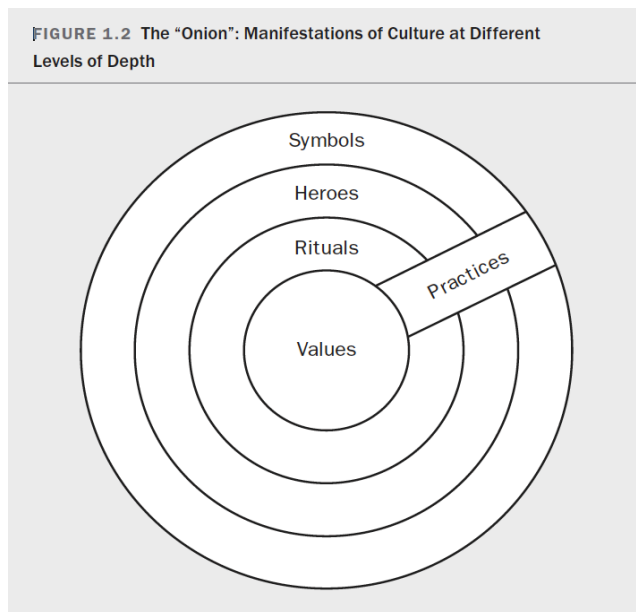 FIGURE 1.2 The “Onion”: Manifestations of Culture at Different
Levels of Depth
Symbols
Heroes
Rituals
Practices
Values